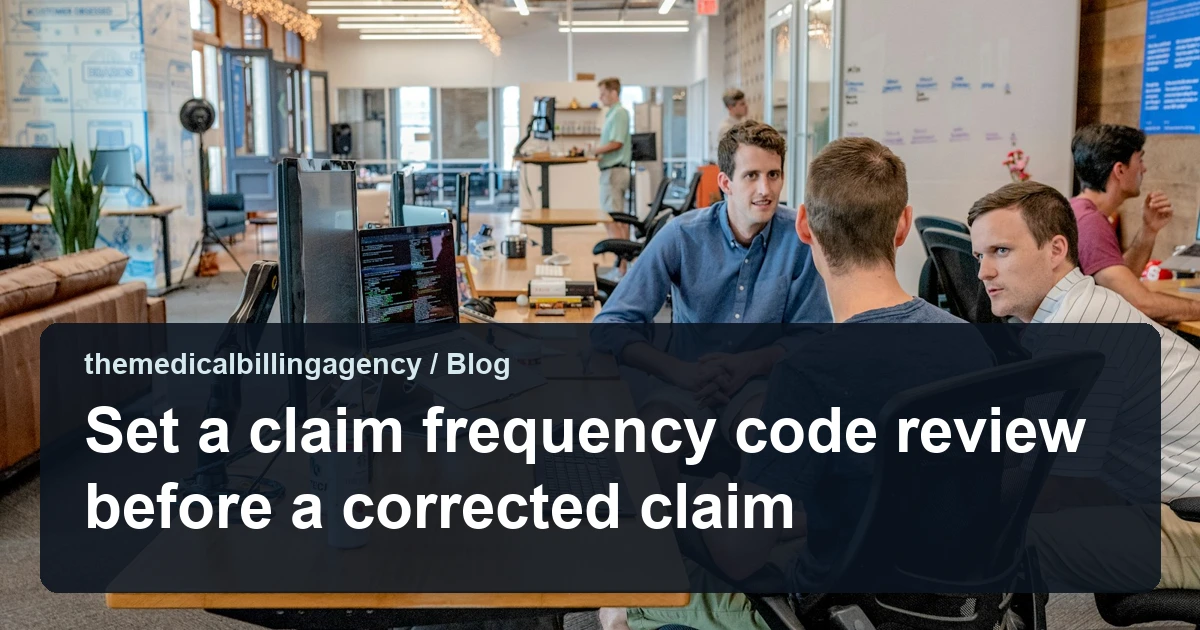 themedicalbillingagency / Blog
Set a claim frequency code review
before a corrected claim